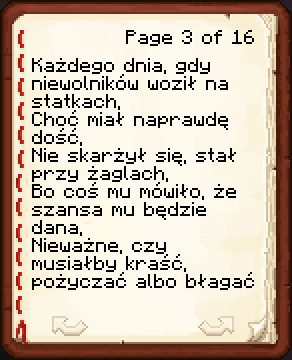 Page 3 of 16
Każdego dnia, gdy
niewolników woził na
statkach,
Choć miał naprawdę
dość,
Nie skarżył się, stał
przy żaglach,
Bo coś mu mówiło, że
szansa mu będzie
dana,
Nieważne, czy
musiałby kraść,
pożyczać albo błagać